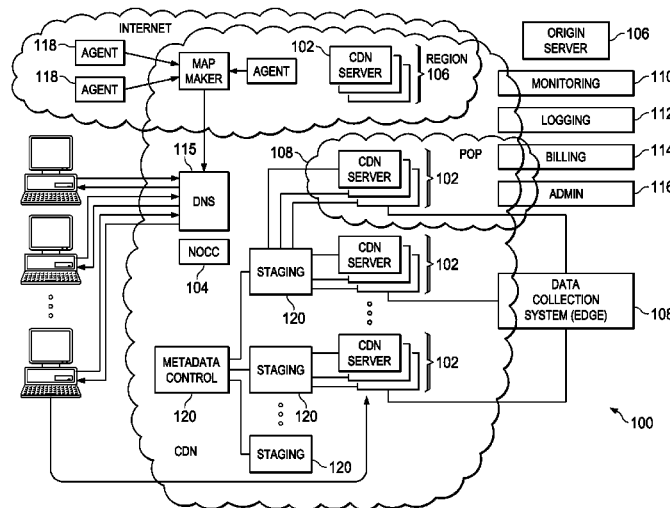 INTERNET
118
AGENT
118
AGENT
MAP
MAKER
AGENT
102
CDN
SERVER
REGION
106
ORIGIN
SERVER
106
MONITORING
110
LOGGING
112
BILLING
114
ADMIN
116
115
DNS
108
POP
CDN
SERVER
102
NOCC
104
STAGING
120
CDN
SERVER
102
DATA
COLLECTION
SYSTEM (EDGE)
108
METADATA
CONTROL
120
STAGING
120
CDN
SERVER
102
STAGING
120
CDN
100